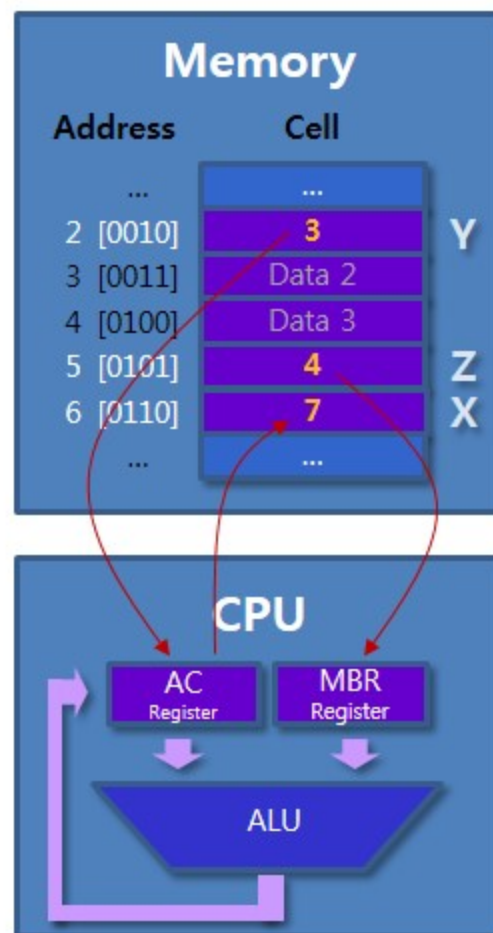 Memory
Address Cell
... ...
2 [0010] 3 Y
3 [0011] Data 2
4 [0100] Data 3
5 [0101] 4 Z
6 [0110] 7 X
... ...
CPU
AC MBR
Register Register
ALU